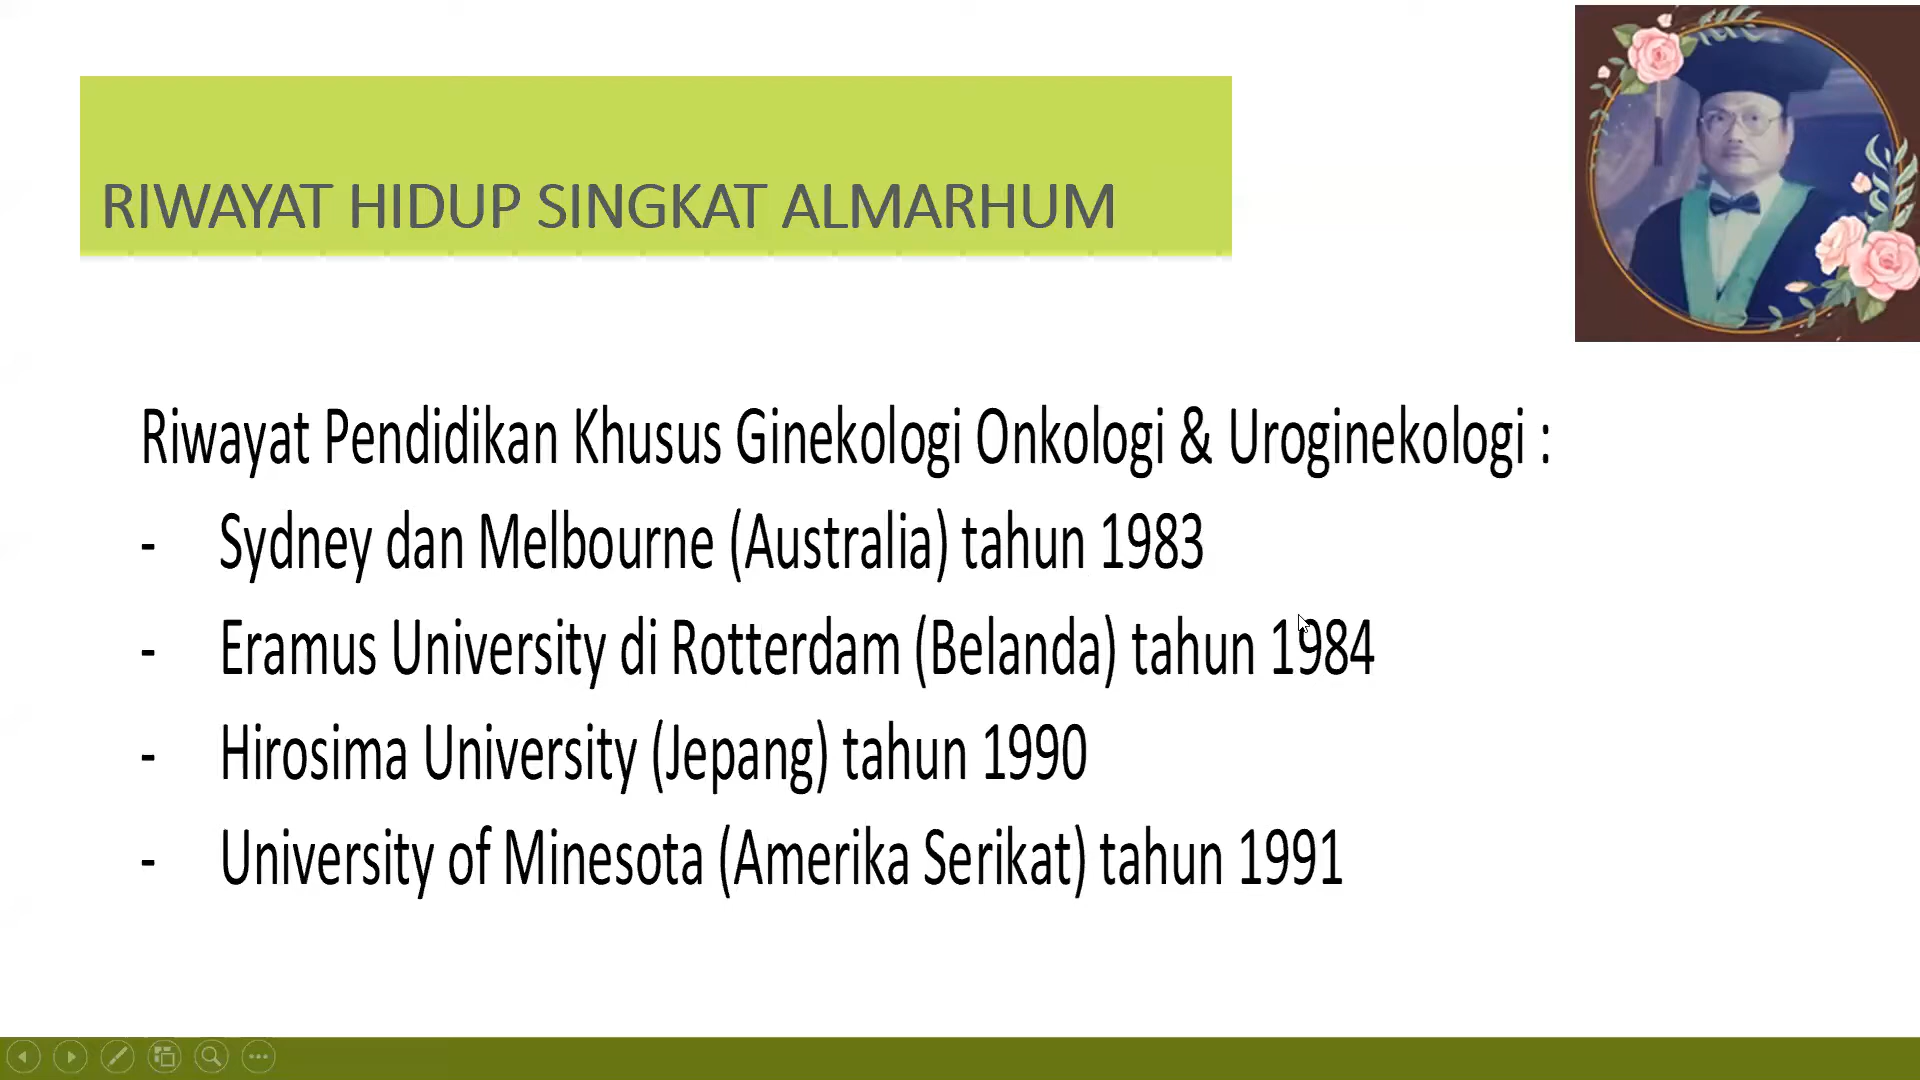 RIWAYAT HIDUP SINGKAT ALMARHUM
Riwayat Pendidikan Khusus Ginekologi Onkologi & Uroginekologi :
- Sydney dan Melbourne (Australia) tahun 1983
- Eramus University di Rotterdam (Belanda) tahun 1984
- Hirosima University (Jepang) tahun 1990
- University of Minesota (Amerika Serikat) tahun 1991